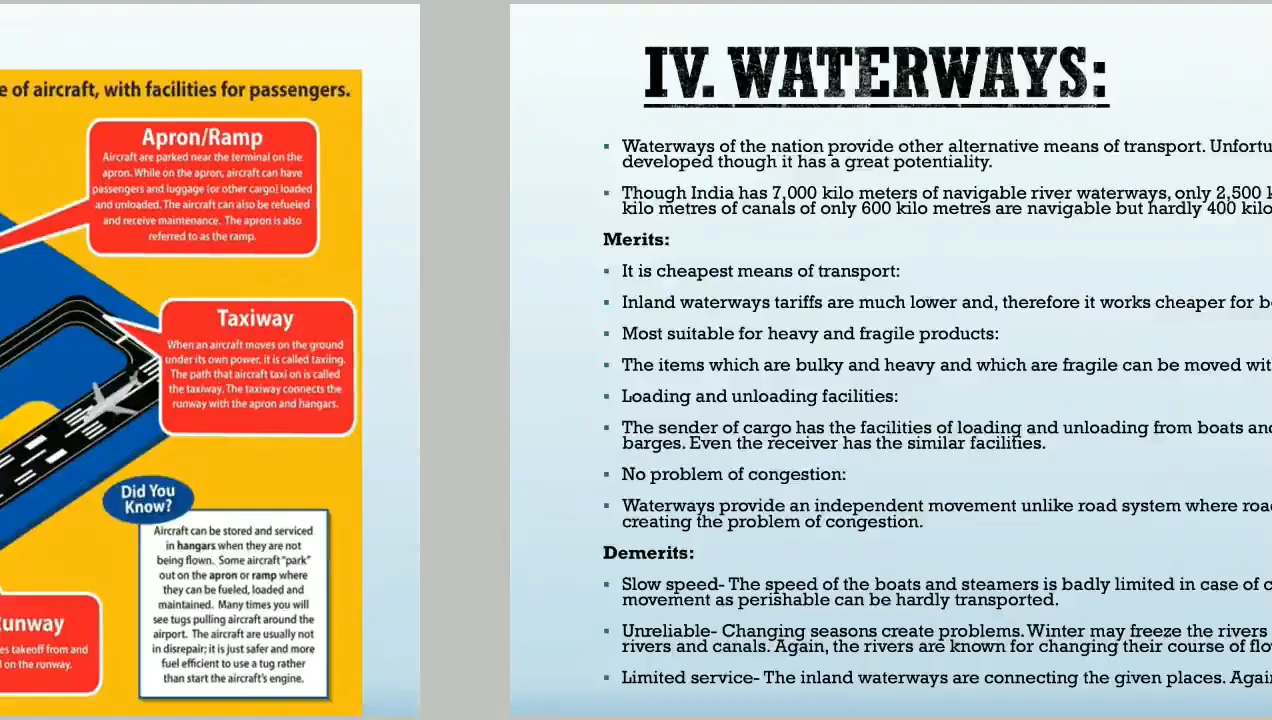 e of aircraft, with facilities for passengers.
Apron/Ramp
Aircraft are parked near the terminal on the
apron. While on the apron, aircraft can have
passengers and luggage (or other cargo) loaded
and unloaded. The aircraft can also be refueled
and receive maintenance. The apron is also
referred to as the ramp.
Taxiway
When an aircraft moves on the ground
under its own power, it is called taxiing.
The path that aircraft taxi on is called
the taxiway. The taxiway connects the
runway with the apron and hangars.
Did You
Know?
Aircraft can be stored and serviced
in hangars when they are not
being flown. Some aircraft "park"
out on the apron or ramp where
they can be fueled, loaded and
maintained. Many times you will
see tugs pulling aircraft around the
airport. The aircraft are usually not
in disrepair; it is just safer and more
fuel efficient to use a tug rather
than start the aircraft's engine.
unway
es takeoff from and
on the runway.
IV. WATERWAYS:
Waterways of the nation provide other alternative means of transport. Unfortu
developed though it has a great potentiality.
Though India has 7,000 kilo meters of navigable river waterways, only 2,500 k
kilo metres of canals of only 600 kilo metres are navigable but hardly 400 kilo
Merits:
It is cheapest means of transport:
Inland waterways tariffs are much lower and, therefore it works cheaper for b
Most suitable for heavy and fragile products:
The items which are bulky and heavy and which are fragile can be moved wit
Loading and unloading facilities:
The sender of cargo has the facilities of loading and unloading from boats and
barges. Even the receiver has the similar facilities.
No problem of congestion:
Waterways provide an independent movement unlike road system where road
creating the problem of congestion.
Demerits:
Slow speed- The speed of the boats and steamers is badly limited in case of c
movement as perishable can be hardly transported.
Unreliable- Changing seasons create problems. Winter may freeze the rivers
rivers and canals. Again, the rivers are known for changing their course of flo
Limited service- The inland waterways are connecting the given places. Again